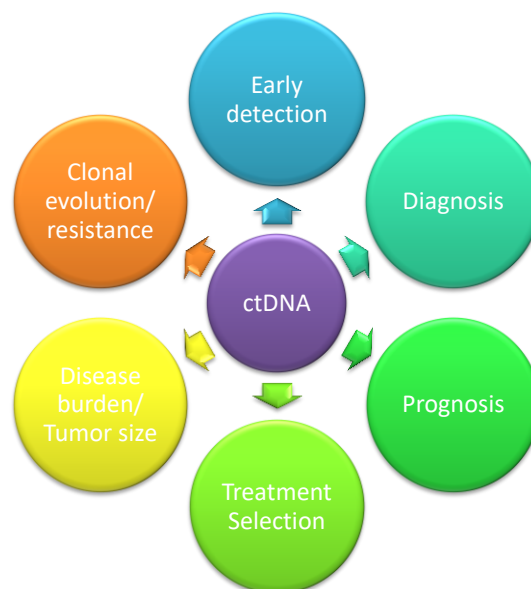 Early
detection
Diagnosis
Prognosis
Treatment
Selection
Disease
burden/
Tumor size
Clonal
evolution/
resistance
ctDNA